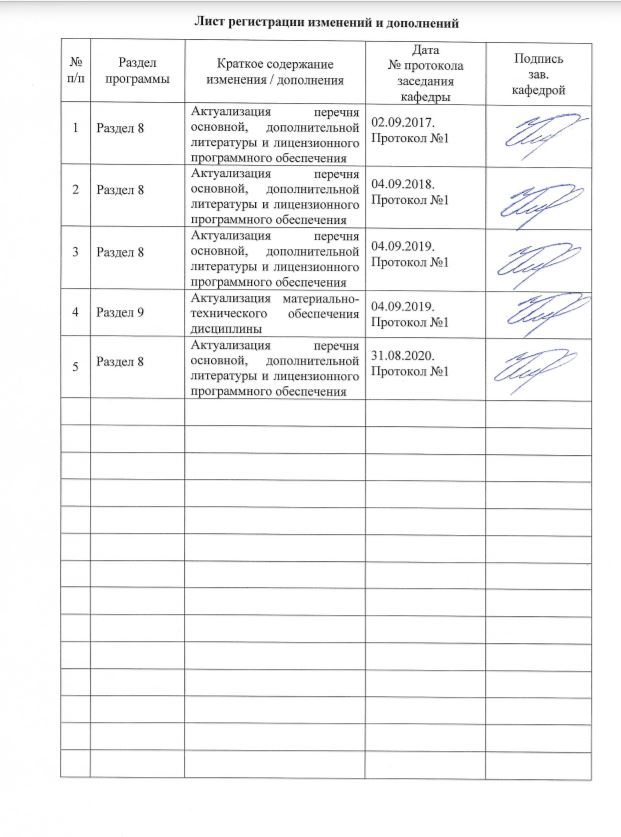 Лист регистрации изменений и дополнений
№
п/п
Раздел
программы
Краткое содержание
изменения / дополнения
Дата
№ протокола
заседания
кафедры
Подпись
зав.
кафедрой
1
Раздел 8
Актуализация перечня
основной, дополнительной
литературы и лицензионного
программного обеспечения
02.09.2017.
Протокол №1
2
Раздел 8
Актуализация перечня
основной, дополнительной
литературы и лицензионного
программного обеспечения
04.09.2018.
Протокол №1
3
Раздел 8
Актуализация перечня
основной, дополнительной
литературы и лицензионного
программного обеспечения
04.09.2019.
Протокол №1
4
Раздел 9
Актуализация материально-
технического обеспечения
дисциплины
04.09.2019.
Протокол №1
5
Раздел 8
Актуализация перечня
основной, дополнительной
литературы и лицензионного
программного обеспечения
31.08.2020.
Протокол №1